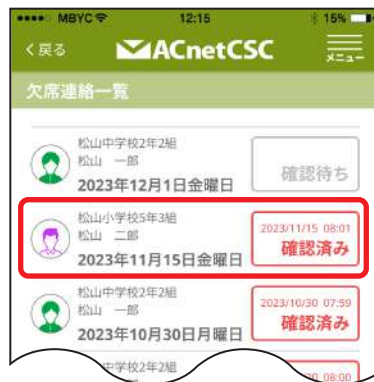 MBYC 12:15 15%
く戻る ACnetCSC メニュー
欠席連絡一覧
松山中学校2年2組
松山 一郎
2023年12月1日金曜日
確認待ち
松山小学校5年3組
松山 二郎
2023年11月15日金曜日
2023/11/15 08:01
確認済み
松山中学校2年2組
松山 一郎
2023年10月30日月曜日
2023/10/30 07:59
確認済み
中学校2年2組
30 08:00